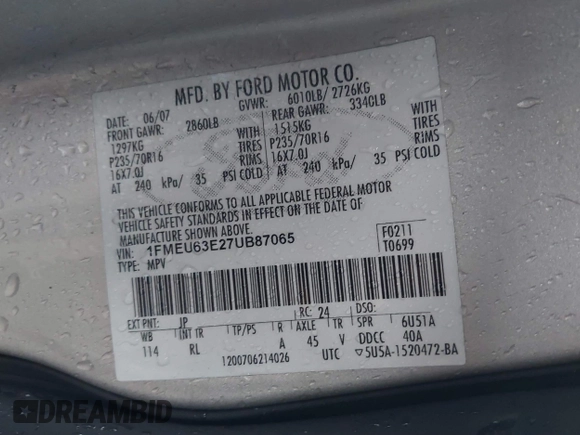 MFD. BY FORD MOTOR CO.
DATE: 06/07 GVWR: 6010LB/ 2726KG
FRONT GAWR: 2860LB REAR GAWR: 3340LB
1297KG WITH 1515KG WITH
P235/70R16 TIRES P235/70R16 TIRES
16X7.0J RIMS 16X7.0J RIMS
AT 240 kPa/ 35 PSI COLD AT 240 kPa/ 35 PSI COLD
THIS VEHICLE CONFORMS TO ALL APPLICABLE FEDERAL MOTOR
VEHICLE SAFETY STANDARDS IN EFFECT ON THE DATE OF
MANUFACTURE SHOWN ABOVE.
VIN: 1FMEU63E27UB87065 F0211
TYPE: MPV T0699
EXT PNT: JP RC: 24 DSO:
WB INT TR TP/PS R AXLE TR SPR 6U51A
114 RL A 45 V DDCC 40A
1200706214026 UTC ▽5U5A-1520472-BA
Ford
DREAMBID